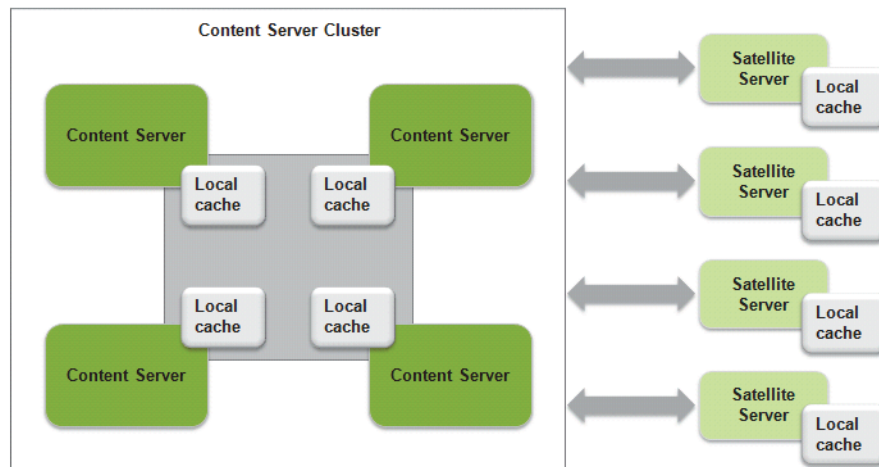 Content Server Cluster
Content Server
Content Server
Local
cache
Local
cache
Local
cache
Local
cache
Content Server
Content Server
Satellite
Server
Local
cache
Satellite
Server
Local
cache
Satellite
Server
Local
cache
Satellite
Server
Local
cache